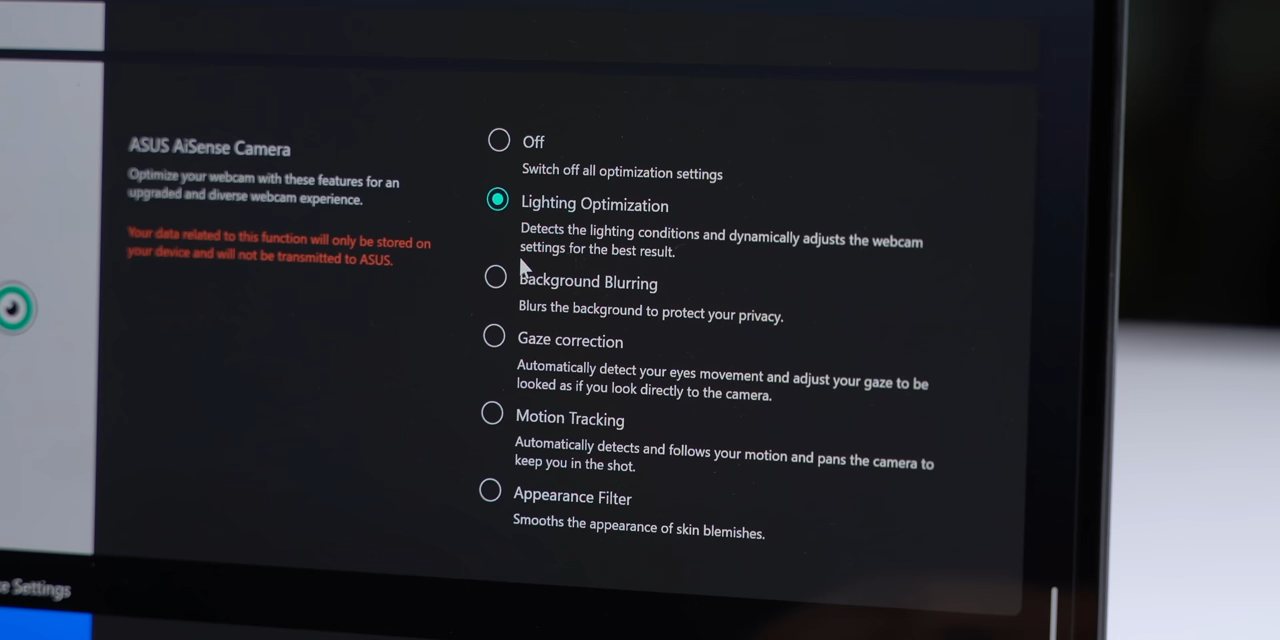 ASUS AiSense Camera
Optimize your webcam with these features for an
upgraded and diverse webcam experience.
Your data related to this function will only be stored on
your device and will not be transmitted to ASUS.
Off
Switch off all optimization settings
Lighting Optimization
Detects the lighting conditions and dynamically adjusts the webcam
settings for the best result.
Background Blurring
Blurs the background to protect your privacy.
Gaze correction
Automatically detect your eyes movement and adjust your gaze to be
looked as if you look directly to the camera.
Motion Tracking
Automatically detects and follows your motion and pans the camera to
keep you in the shot.
Appearance Filter
Smooths the appearance of skin blemishes.
Settings